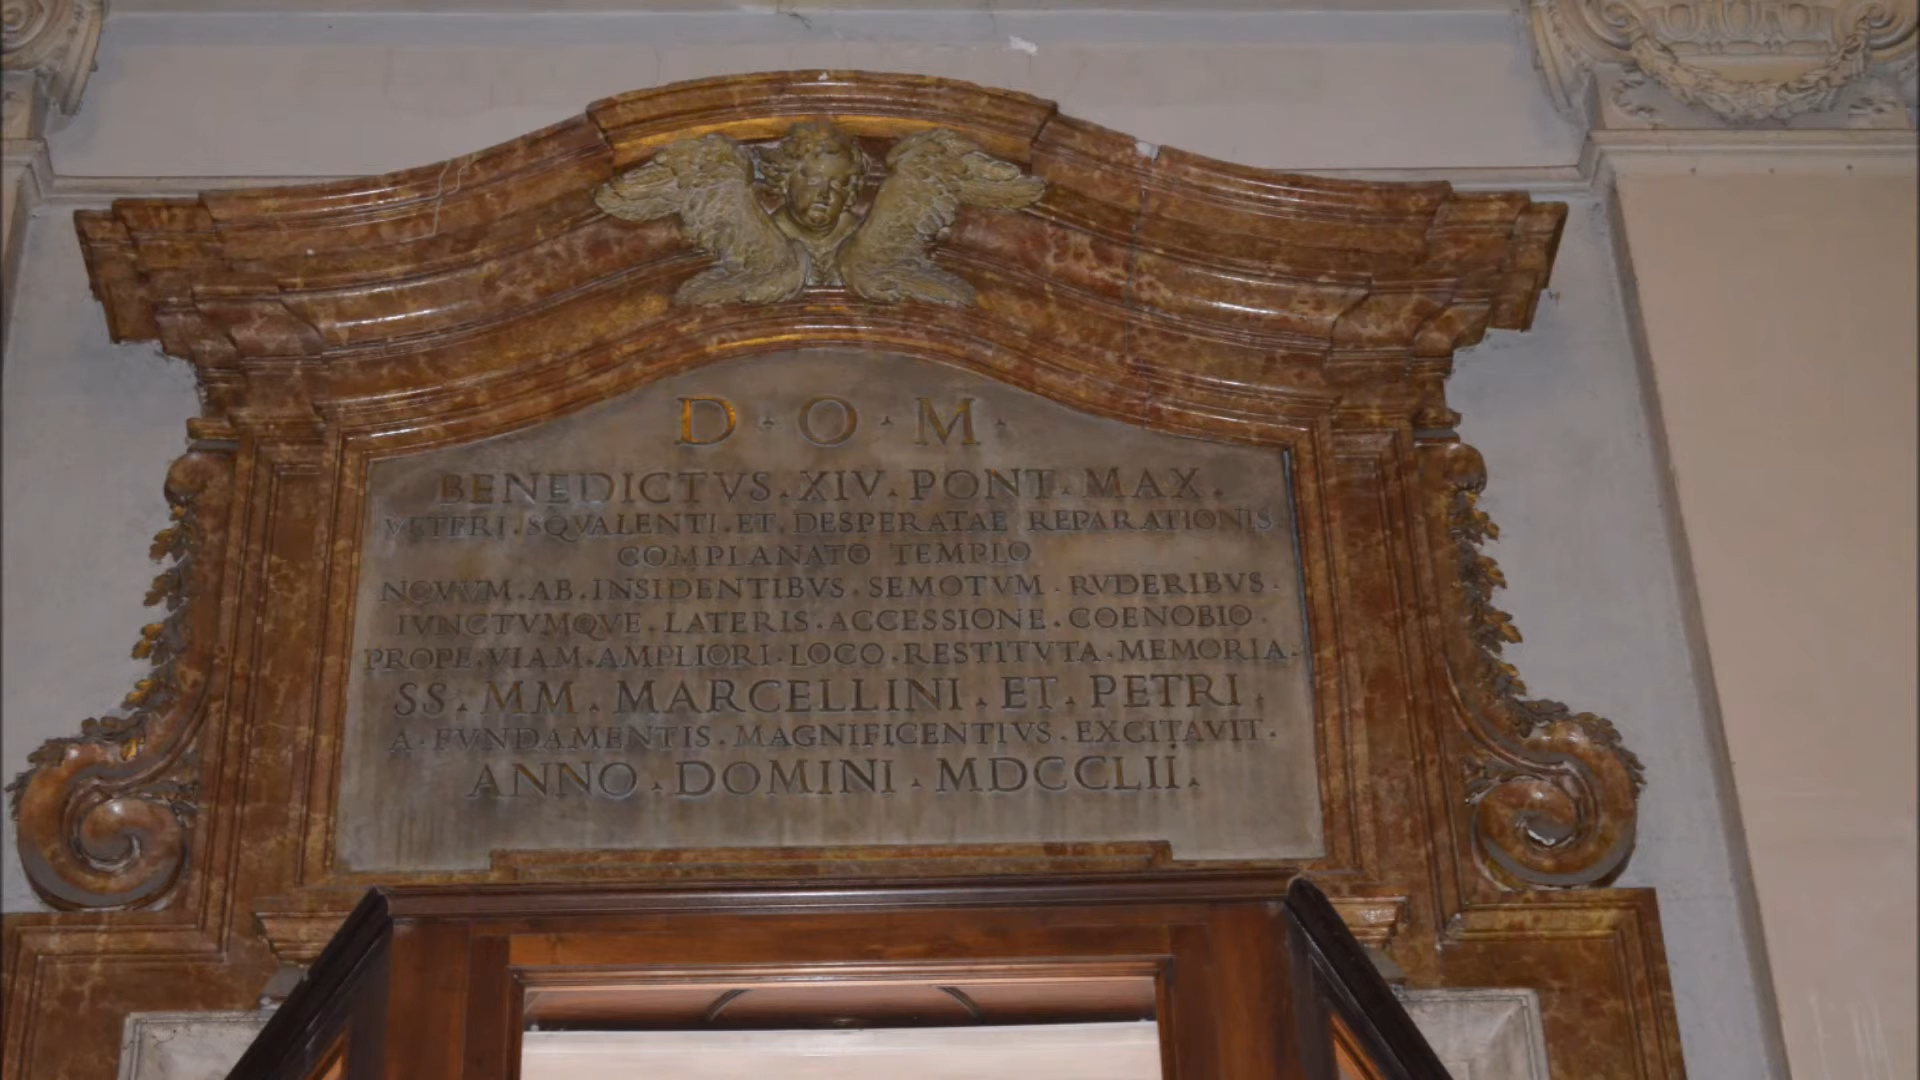 D · O · M ·
BENEDICTVS · XIV · PONT · MAX ·
VETERI · SQVALENTI · ET · DESPERATAE REPARATIONIS
COMPLANATO TEMPLO
NOVVM · AB · INSIDENTIBVS · SEMOTVM · RVDERIBVS ·
IVNCTVMQVE · LATERIS · ACCESSIONE · COENOBIO ·
PROPE · VIAM · AMPLIORI · LOCO · RESTITVTA · MEMORIA ·
SS · MM · MARCELLINI · ET · PETRI ·
A · FVNDAMENTIS · MAGNIFICENTIVS · EXCITAVIT ·
ANNO · DOMINI · MDCCLII ·